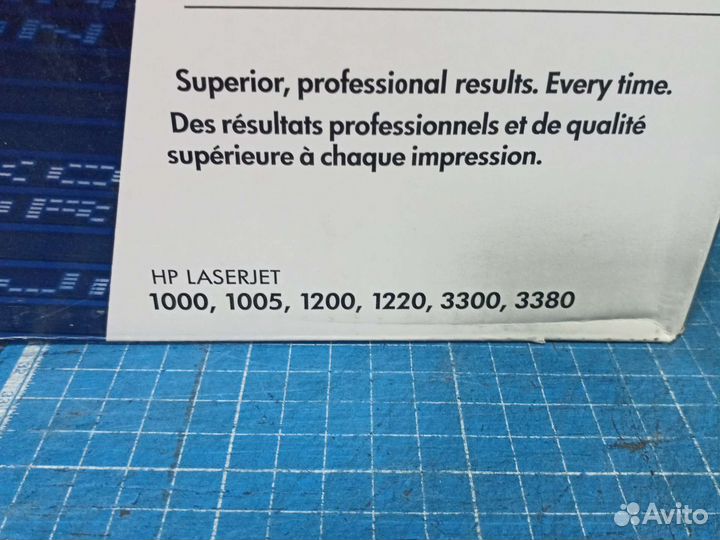 Superior, professional results. Every time.
Des résultats professionnels et de qualité
supérieure à chaque impression.
HP LASERJET
1000, 1005, 1200, 1220, 3300, 3380
Avito